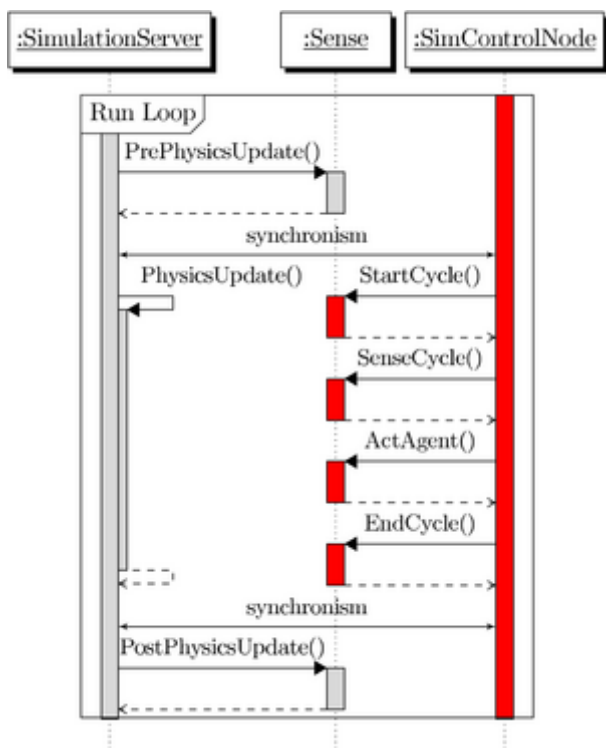 :SimulationServer
:Sense
:SimControlNode
Run Loop
PrePhysicsUpdate()
synchronism
PhysicsUpdate()
StartCycle()
SenseCycle()
ActAgent()
EndCycle()
synchronism
PostPhysicsUpdate()